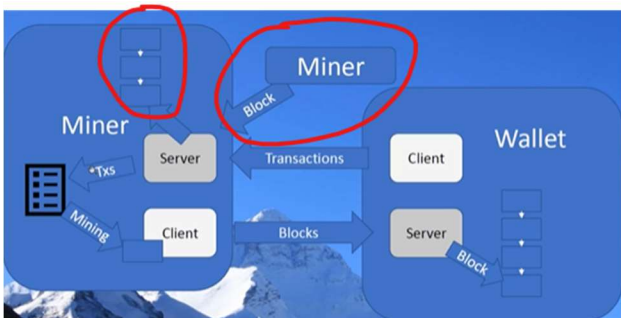 Miner
Block
Miner
Wallet
Server
Transactions
Client
Txs
Mining
Client
Blocks
Server
Block